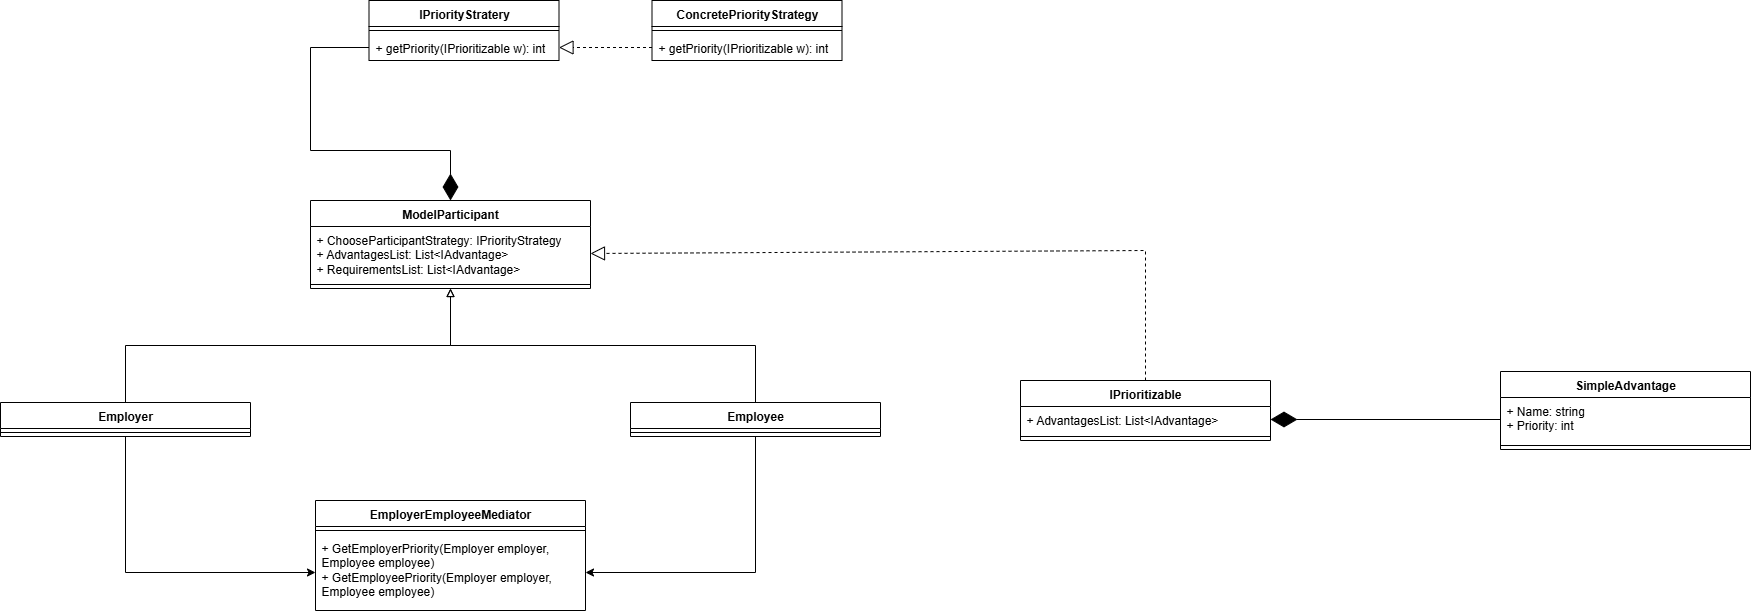 IPriorityStratery
+ getPriority(IPrioritizable w): int
ConcretePriorityStrategy
+ getPriority(IPrioritizable w): int
ModelParticipant
+ ChooseParticipantStrategy: IPriorityStrategy
+ AdvantagesList: List<IAdvantage>
+ RequirementsList: List<IAdvantage>
Employer
Employee
IPrioritizable
+ AdvantagesList: List<IAdvantage>
SimpleAdvantage
+ Name: string
+ Priority: int
EmployerEmployeeMediator
+ GetEmployerPriority(Employer employer,
Employee employee)
+ GetEmployeePriority(Employer employer,
Employee employee)